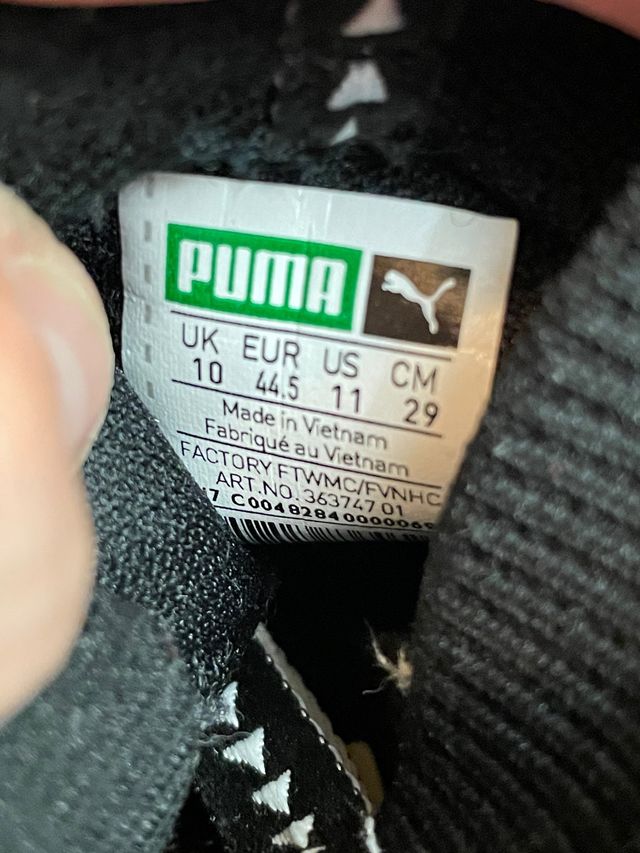 PUMA
UK EUR US CM
10 44.5 11 29
Made in Vietnam
Fabriqué au Vietnam
FACTORY FTWMC/FVNHC
ART.NO. 363747 01